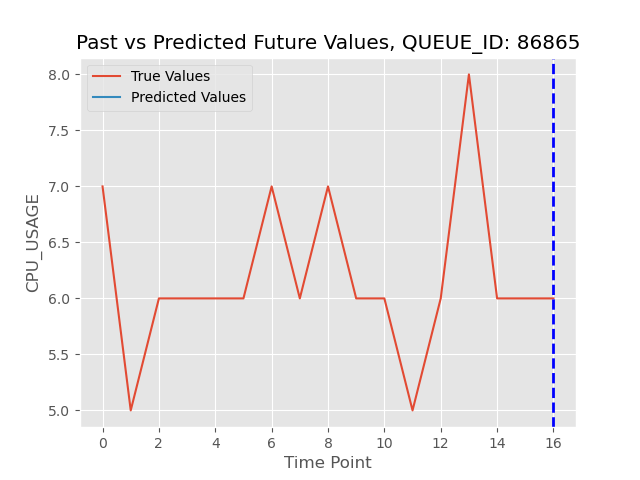 Past vs Predicted Future Values, QUEUE_ID: 86865
True Values
Predicted Values
8.0
7.5
7.0
6.5
6.0
5.5
5.0
CPU_USAGE
0 2 4 6 8 10 12 14 16
Time Point